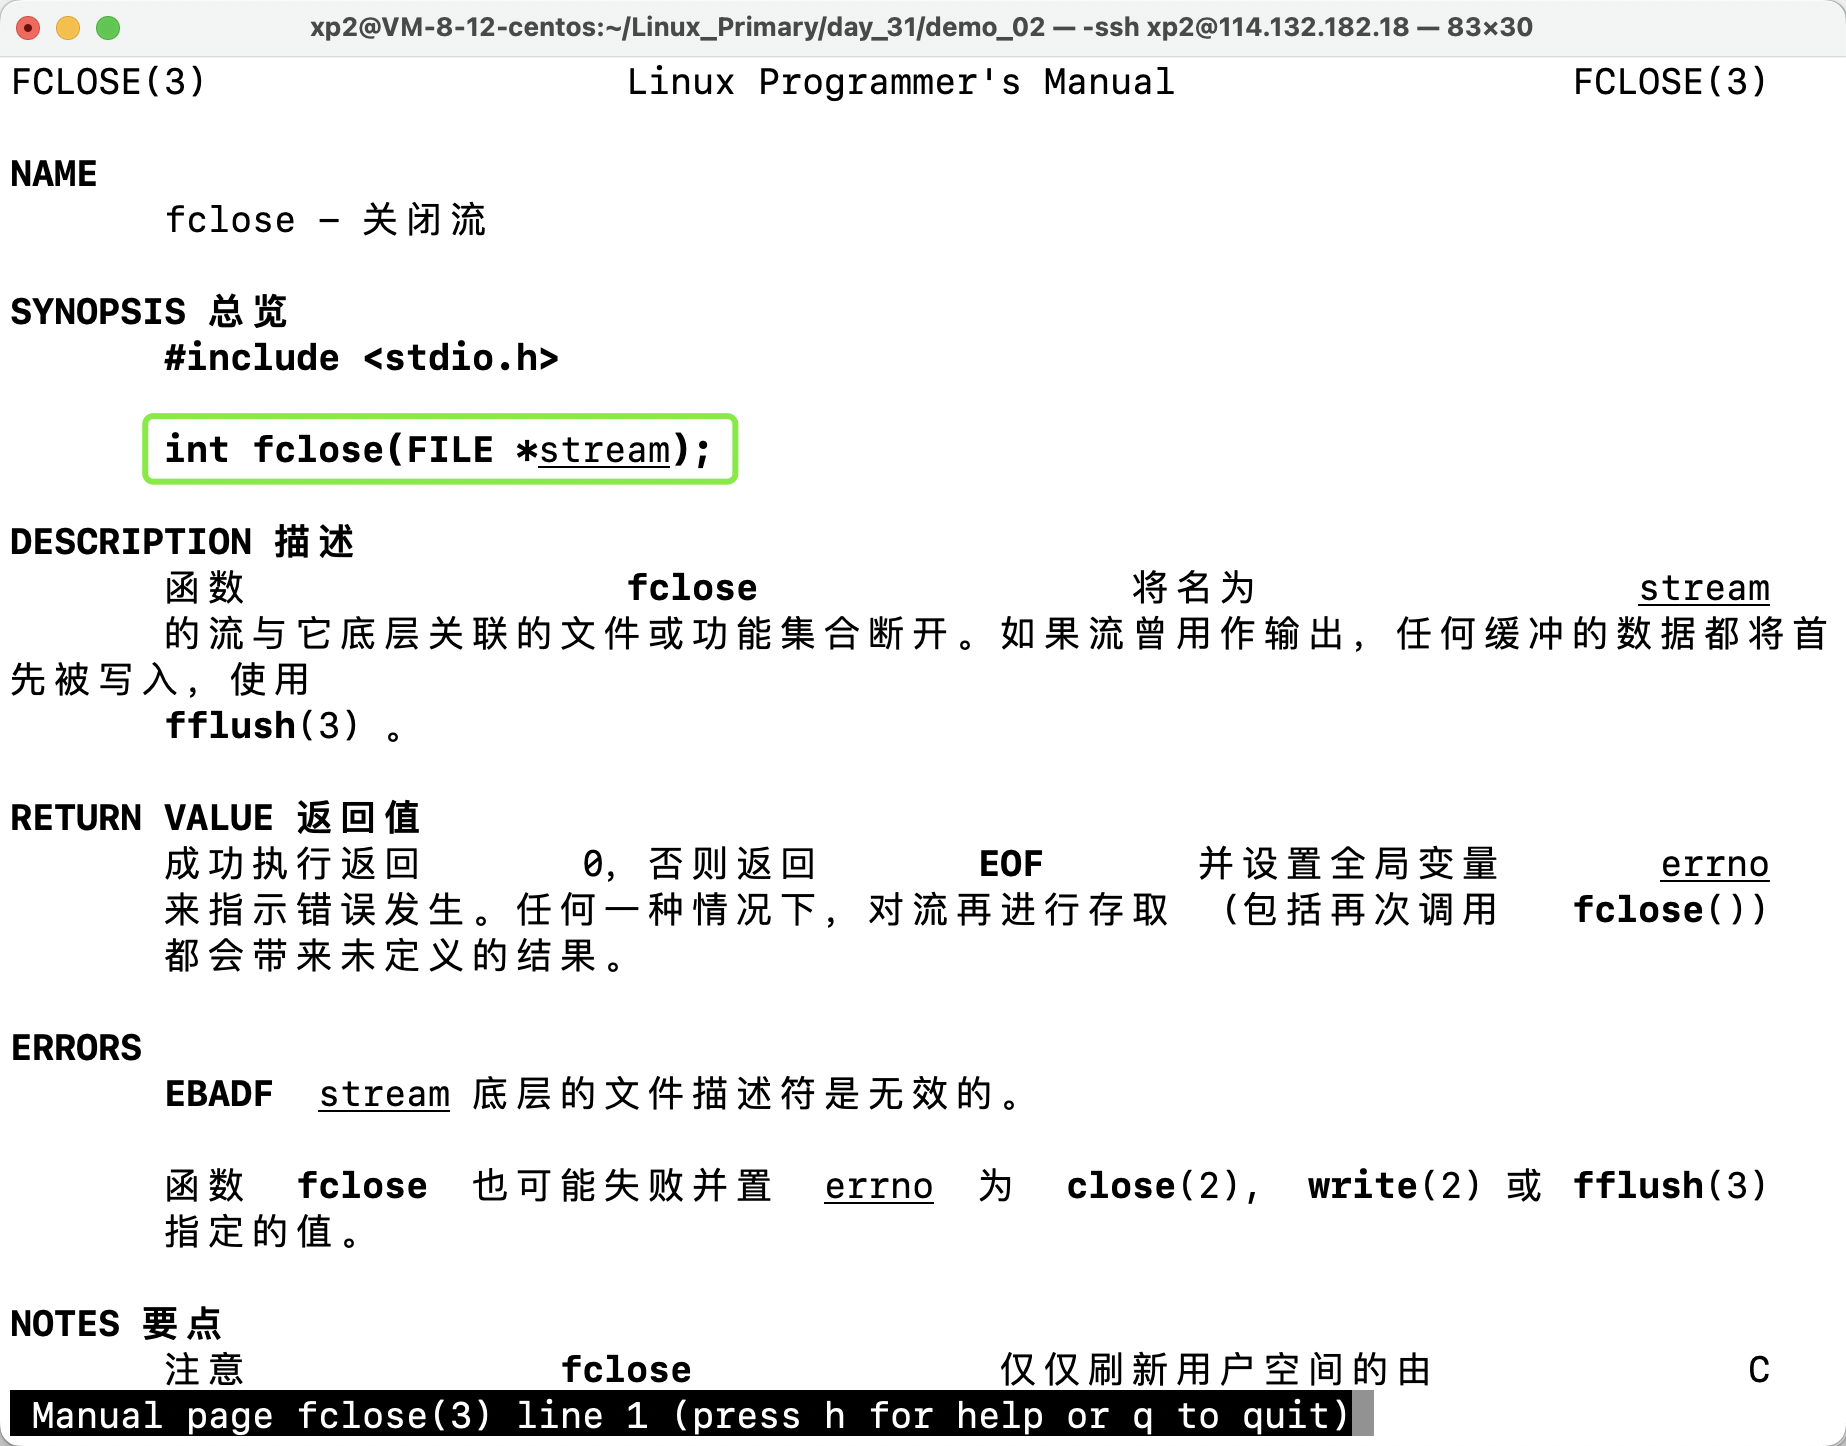 xp2@VM-8-12-centos:~/Linux_Primary/day_31/demo_02 — -ssh xp2@114.132.182.18 — 83×30
FCLOSE(3) Linux Programmer's Manual FCLOSE(3)
NAME
fclose - 关闭流
SYNOPSIS 总览
#include <stdio.h>
int fclose(FILE *stream);
DESCRIPTION 描述
函数 fclose 将名为 stream
的流与它底层关联的文件或功能集合断开。如果流曾用作输出，任何缓冲的数据都将首
先被写入，使用
fflush(3) 。
RETURN VALUE 返回值
成功执行返回 0，否则返回 EOF 并设置全局变量 errno
来指示错误发生。任何一种情况下，对流再进行存取 （包括再次调用 fclose())
都会带来未定义的结果。
ERRORS
EBADF stream 底层的文件描述符是无效的。
函数 fclose 也可能失败并置 errno 为 close(2), write(2) 或 fflush(3)
指定的值。
NOTES 要点
注意 fclose 仅仅刷新用户空间的由 C
Manual page fclose(3) line 1 (press h for help or q to quit)